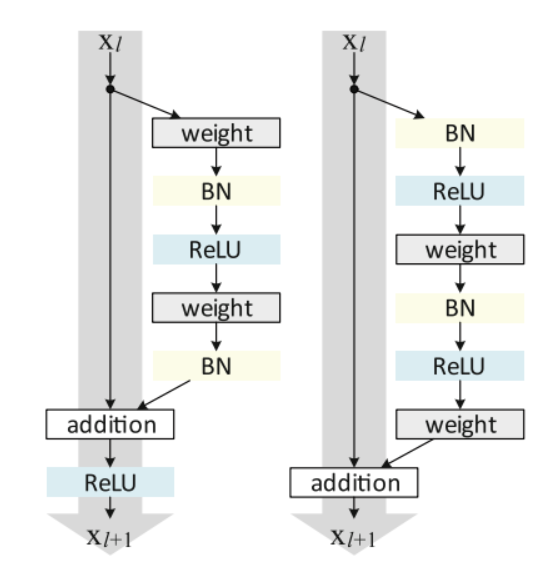 x_l
weight
BN
ReLU
weight
BN
addition
ReLU
x_{l+1}
x_l
BN
ReLU
weight
BN
ReLU
weight
addition
x_{l+1}